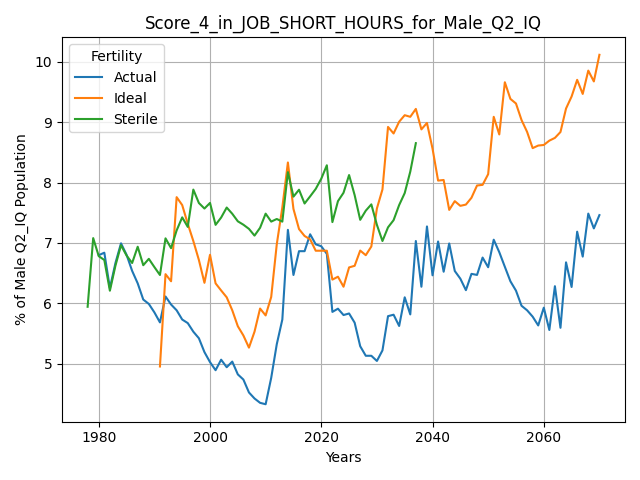 Score_4_in_JOB_SHORT_HOURS_for_Male_Q2_IQ
Fertility
Actual
Ideal
Sterile
% of Male Q2_IQ Population
10
9
8
7
6
5
1980 2000 2020 2040 2060
Years